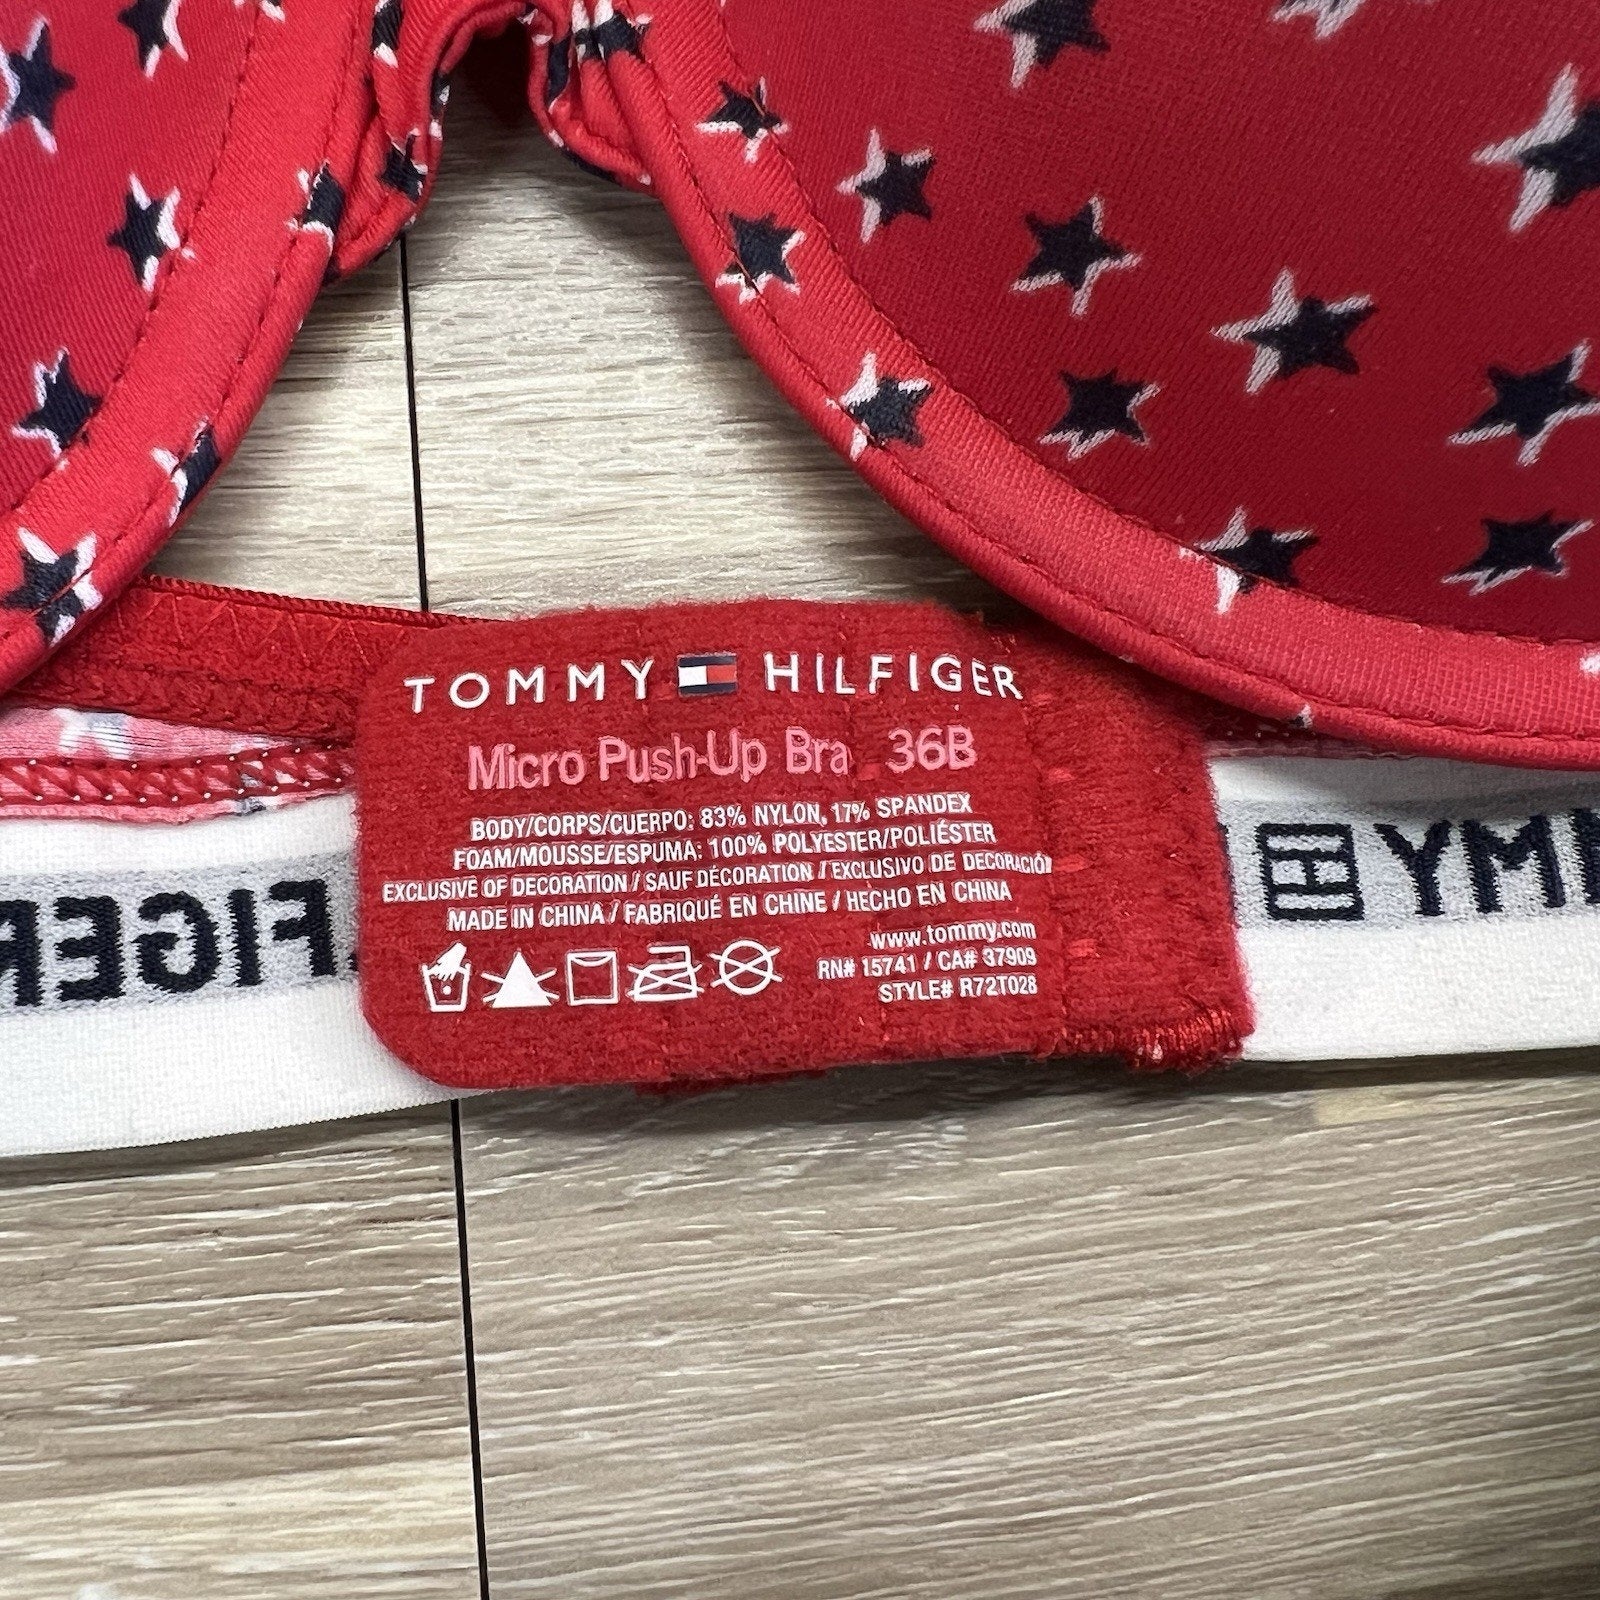 TOMMY HILFIGER
Micro Push-Up Bra 36B
BODY/CORPS/CUERPO: 83% NYLON, 17% SPANDEX
FOAM/MOUSSE/ESPUMA: 100% POLYESTER/POLIÉSTER
EXCLUSIVE OF DECORATION / SAUF DÉCORATION / EXCLUSIVO DE DECORACIÓN
MADE IN CHINA / FABRIQUÉ EN CHINE / HECHO EN CHINA
www.tommy.com
RN# 15741 / CA# 37909
STYLE# R72T028
FIGER
MMY